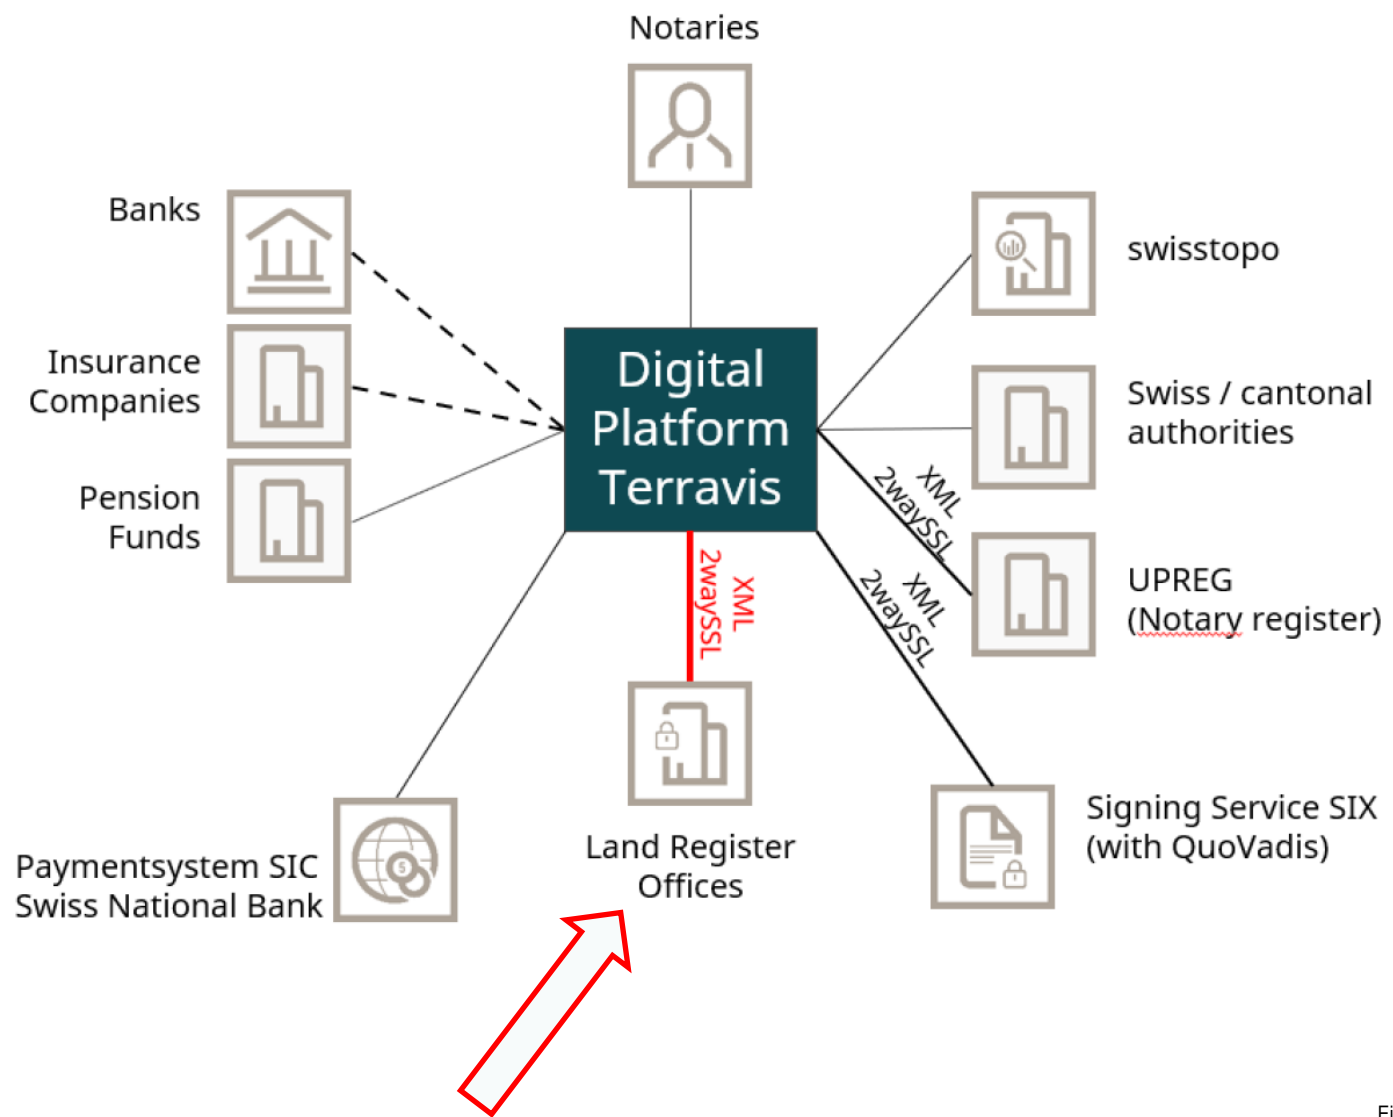 Notaries
Banks
Insurance
Companies
Pension
Funds
Digital
Platform
Terravis
swisstopo
Swiss / cantonal
authorities
XML
2waySSL
UPREG
(Notary register)
XML
2waySSL
XML
2waySSL
Land Register
Offices
Paymentsystem SIC
Swiss National Bank
5
Signing Service SIX
(with QuoVadis)